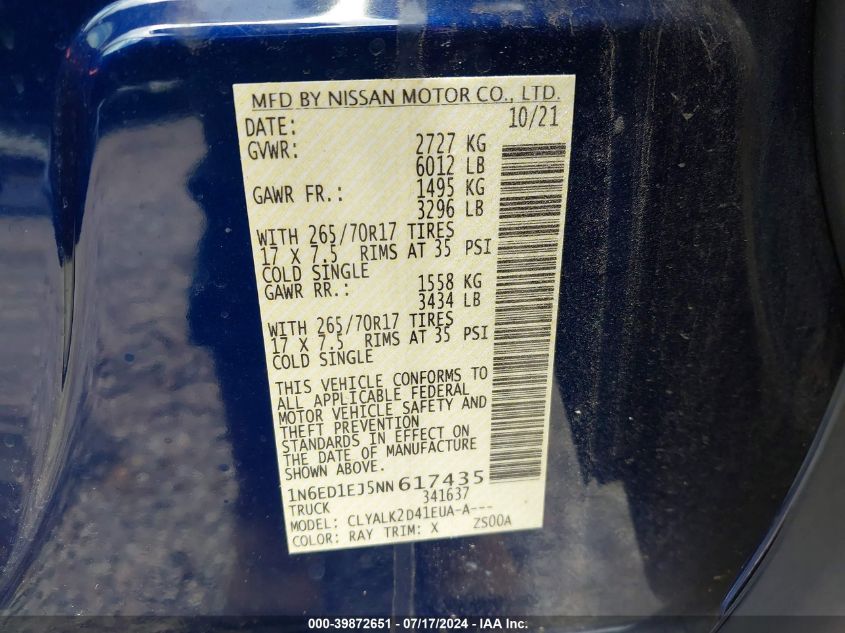 MFD BY NISSAN MOTOR CO., LTD.
DATE: 10/21
GVWR: 2727 KG
6012 LB
GAWR FR.: 1495 KG
3296 LB
WITH 265/70R17 TIRES
17 X 7.5 RIMS AT 35 PSI
COLD SINGLE
GAWR RR.: 1558 KG
3434 LB
WITH 265/70R17 TIRES
17 X 7.5 RIMS AT 35 PSI
COLD SINGLE
THIS VEHICLE CONFORMS TO
ALL APPLICABLE FEDERAL
MOTOR VEHICLE SAFETY AND
THEFT PREVENTION
STANDARDS IN EFFECT ON
THE DATE OF MANUFACTURE
SHOWN ABOVE.
1N6ED1EJ5NN617435
TRUCK 341637
MODEL: CLYALK2D41EUA-A---
COLOR: RAY TRIM: X ZS00A
000-39872651 - 07/17/2024 - IAA, Inc.